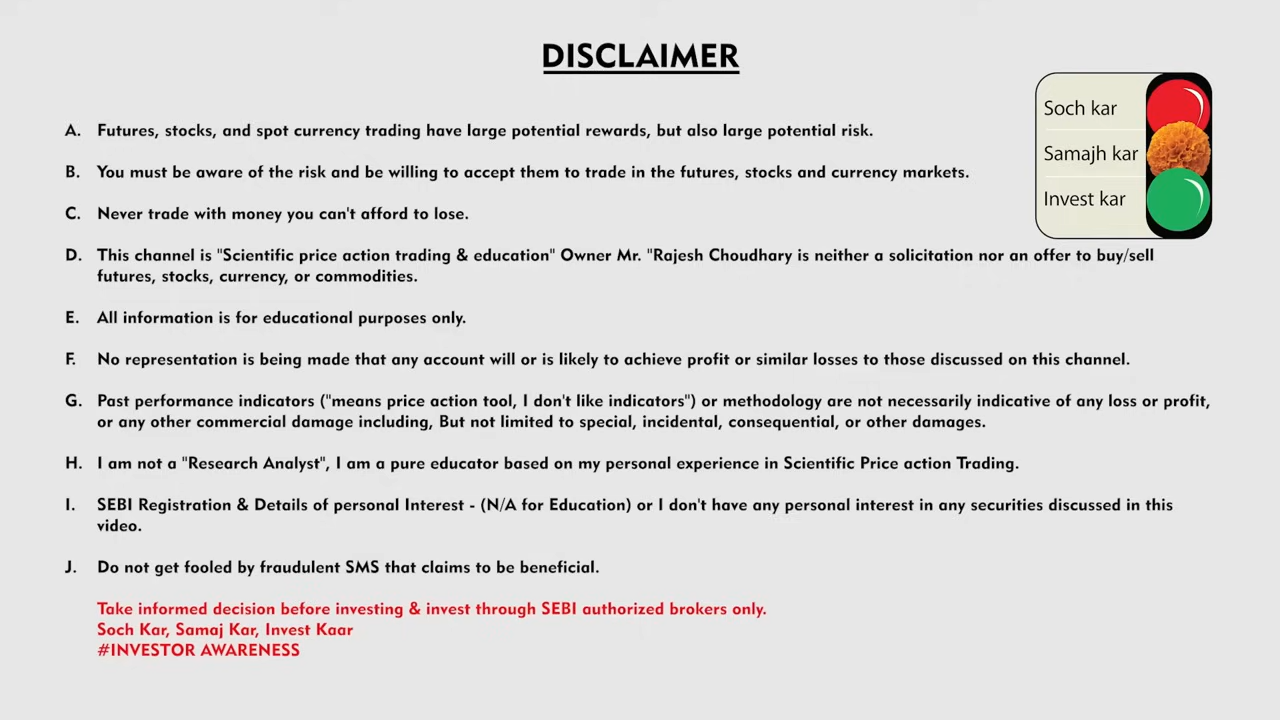 DISCLAIMER
Soch kar
Samajh kar
Invest kar
A. Futures, stocks, and spot currency trading have large potential rewards, but also large potential risk.
B. You must be aware of the risk and be willing to accept them to trade in the futures, stocks and currency markets.
C. Never trade with money you can't afford to lose.
D. This channel is "Scientific price action trading & education" Owner Mr. "Rajesh Choudhary is neither a solicitation nor an offer to buy/sell
futures, stocks, currency, or commodities.
E. All information is for educational purposes only.
F. No representation is being made that any account will or is likely to achieve profit or similar losses to those discussed on this channel.
G. Past performance indicators ("means price action tool, I don't like indicators") or methodology are not necessarily indicative of any loss or profit,
or any other commercial damage including, But not limited to special, incidental, consequential, or other damages.
H. I am not a "Research Analyst", I am a pure educator based on my personal experience in Scientific Price action Trading.
I. SEBI Registration & Details of personal Interest - (N/A for Education) or I don't have any personal interest in any securities discussed in this
video.
J. Do not get fooled by fraudulent SMS that claims to be beneficial.
Take informed decision before investing & invest through SEBI authorized brokers only.
Soch Kar, Samaj Kar, Invest Kaar
#INVESTOR AWARENESS